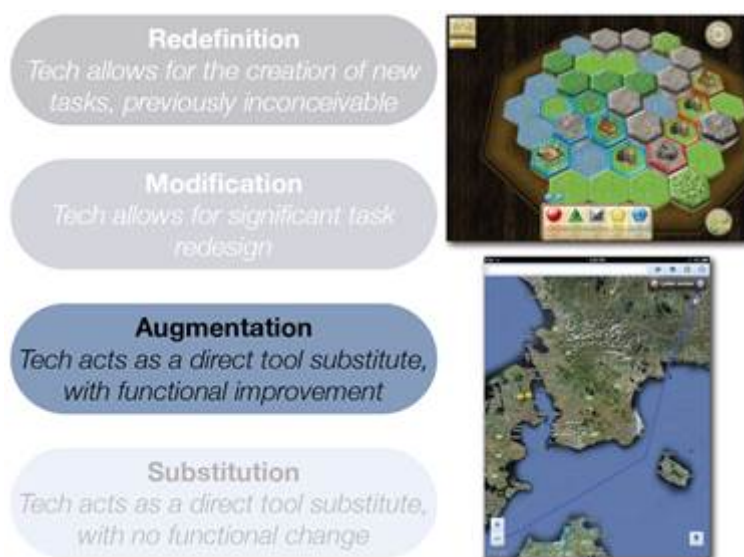 Redefinition
Tech allows for the creation of new
tasks, previously inconceivable
Modification
Tech allows for significant task
redesign
Augmentation
Tech acts as a direct tool substitute,
with functional improvement
Substitution
Tech acts as a direct tool substitute,
with no functional change